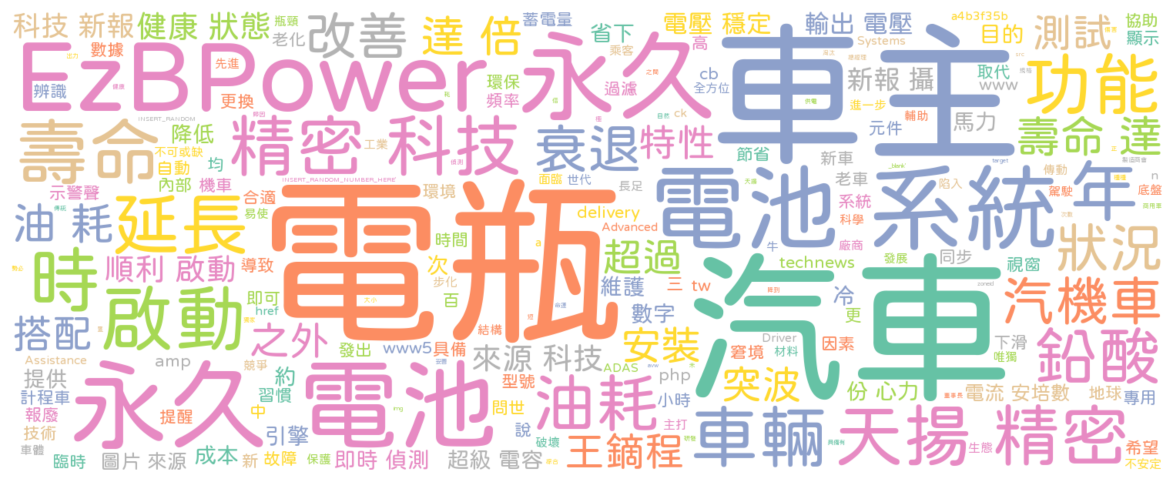 科技 新報 健康 狀態 瓶頸 老化 改善 達 倍 蓄電量 省下 電壓 穩定 輸出 電壓 a4b3f35b 目的 測試 協助 顯示
辨識 數據 先進 EzBPower 環保 頻率 永久 乘客 過濾 高 cb 全方位 車主 Systems 新報 攝 取代 www 功能
更換 ck 進一步 輔助 元件 馬力
壽命 INSERT_RANDOM 降低 不可或缺 自動 均 精密 科技 工業 衰退 特性 節省 新車 老車 壽命 達
示警聲 內部 機車 合適 INSERT_RANDOM_NUMBER_HERE 環境 面臨 世代 長足 系統 科學 陷入 傳動 駕駛 n 底盤
油 耗 延長 易使 電瓶 delivery Advanced 電池 系統 年
時 順利 啟動 導致 時間 次 步化 超過 廠商 technews 同步 發展 視窗 狀況
啟動 即可 href 百 維護 三 tw 汽車 冷 更 汽機車
搭配 之外 發出 www5 結構 具備 數字 安裝 Driver 材料 窘境 因素 下滑 唯獨 鉛酸
Assistance amp 競爭 來源 科技 ADAS
提供 計程車 報廢 永久 電池 提醒 約 習慣 型號 問世 油耗 php 小時 主打 突波 份 心力 電流 安培數 地球 專用
技術 車體 中 引擎 說 破壞 王鏑程 車輛 天揚 精密 生態 希望
臨時 圖片 來源 成本 新 故障 保護 即時 偵測 超級 電容 不安定